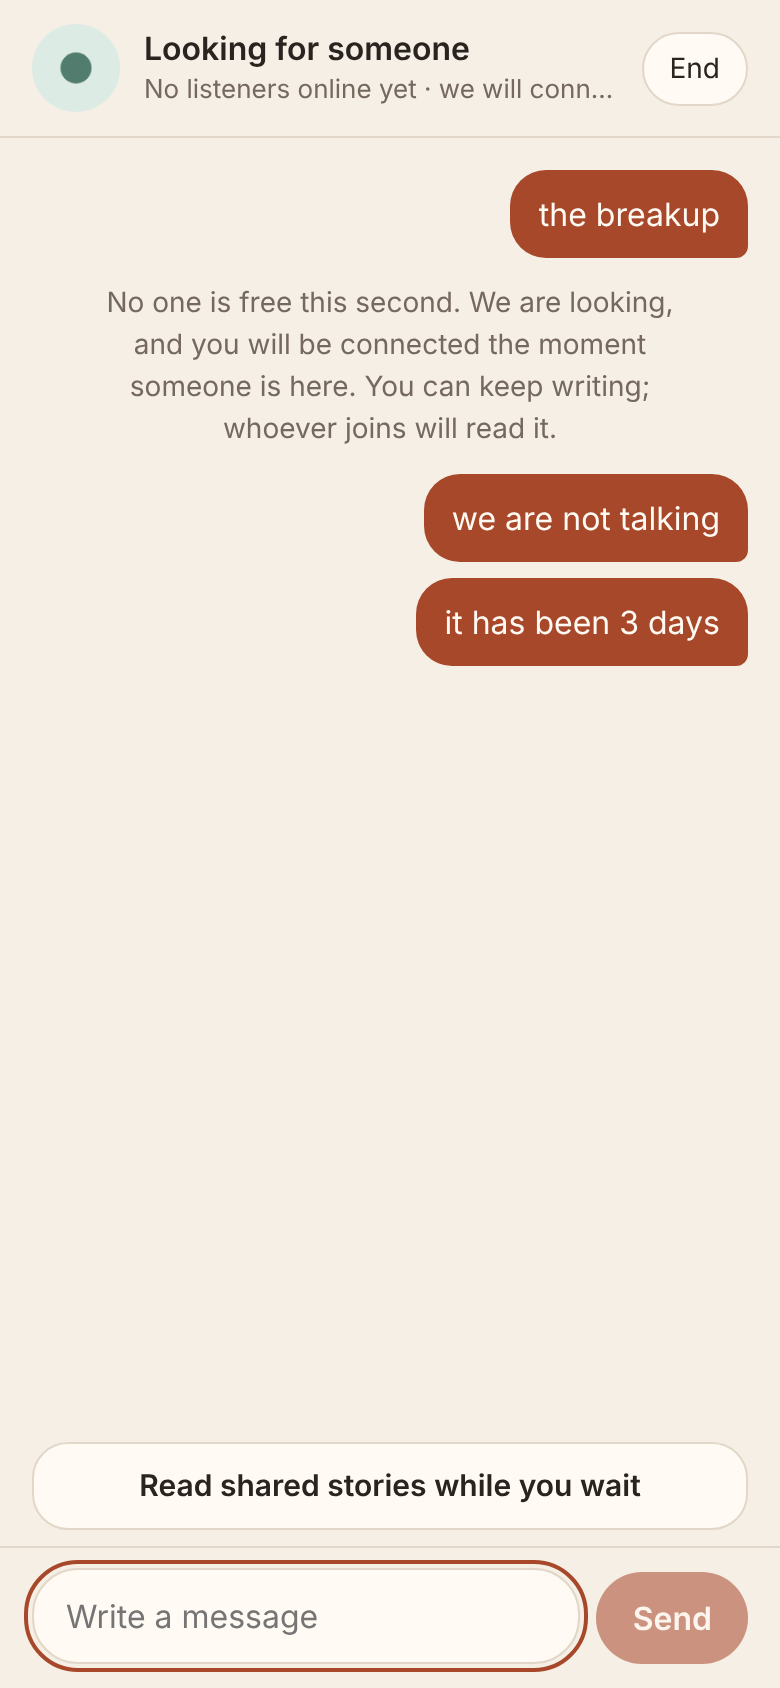 Looking for someone
No listeners online yet · we will conn...
End
the breakup
No one is free this second. We are looking,
and you will be connected the moment
someone is here. You can keep writing;
whoever joins will read it.
we are not talking
it has been 3 days
Read shared stories while you wait
Write a message
Send